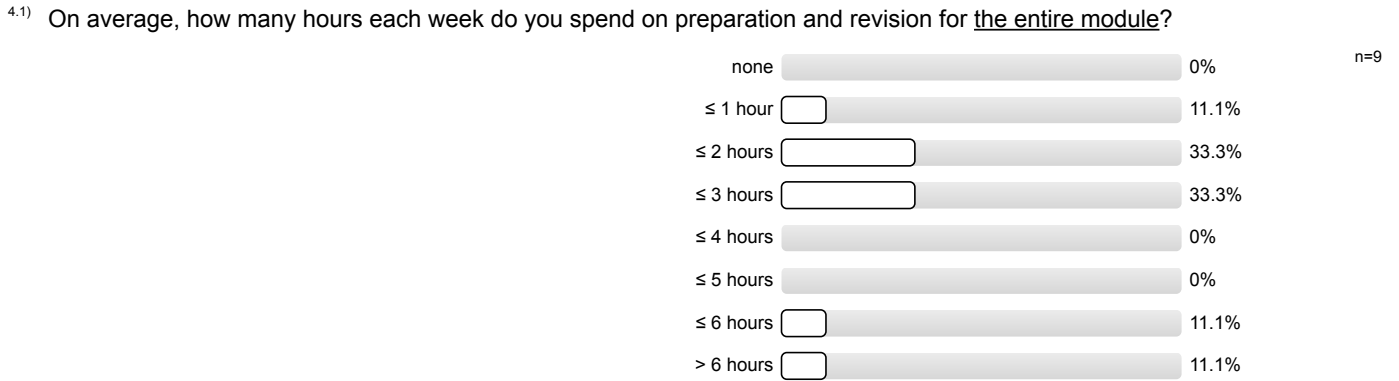 4.1) On average, how many hours each week do you spend on preparation and revision for the entire module?
n=9
none 0%
≤ 1 hour 11.1%
≤ 2 hours 33.3%
≤ 3 hours 33.3%
≤ 4 hours 0%
≤ 5 hours 0%
≤ 6 hours 11.1%
> 6 hours 11.1%